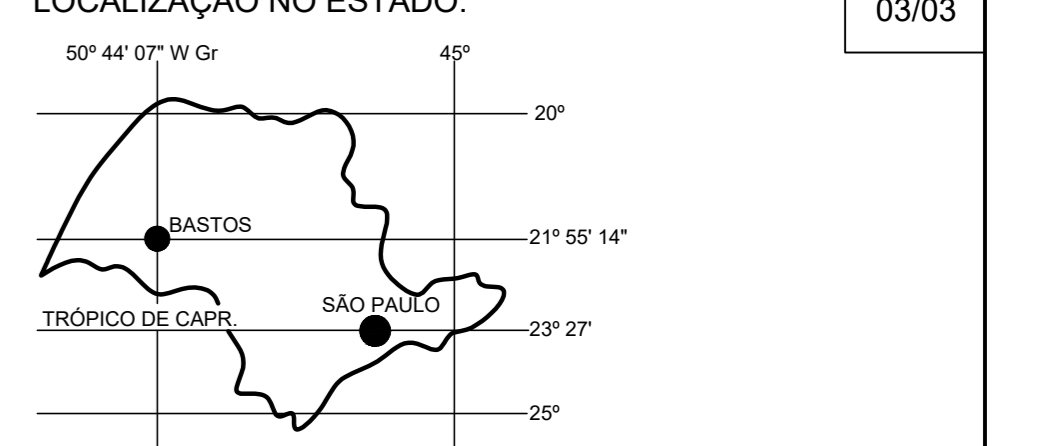 LOCALIZAÇÃO NO ESTADO:
03/03
50º 44' 07" W Gr
45º
20º
BASTOS
21º 55' 14"
SÃO PAULO
TRÓPICO DE CAPR.
23º 27'
25º